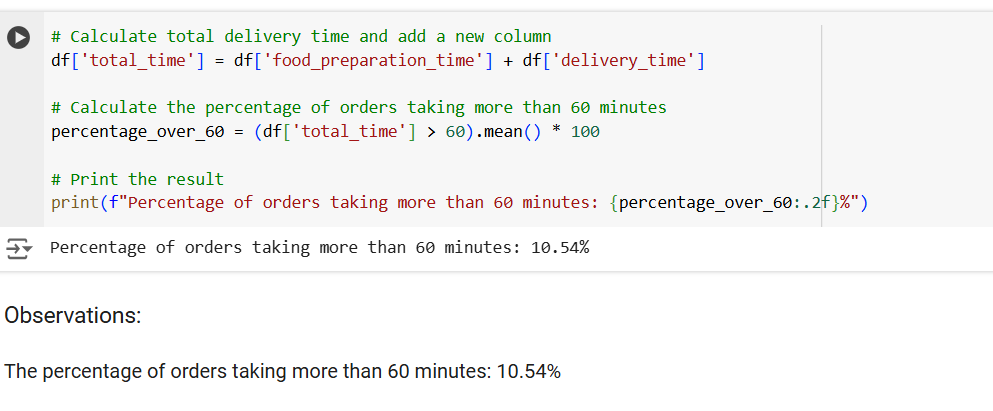 # Calculate total delivery time and add a new column
df['total_time'] = df['food_preparation_time'] + df['delivery_time']
# Calculate the percentage of orders taking more than 60 minutes
percentage_over_60 = (df['total_time'] > 60).mean() * 100
# Print the result
print(f"Percentage of orders taking more than 60 minutes: {percentage_over_60:.2f}%")
Percentage of orders taking more than 60 minutes: 10.54%
Observations:
The percentage of orders taking more than 60 minutes: 10.54%